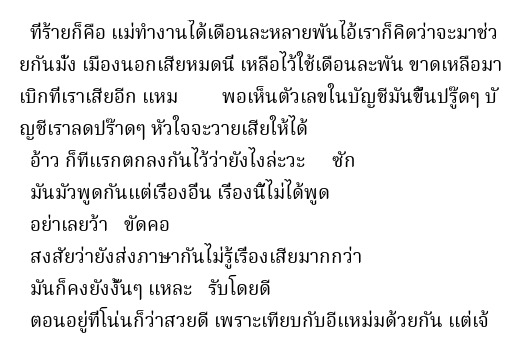 ที่ร้ายก็คือ แม่ทำงานได้เดือนละหลายพันไอ้เราก็คิดว่าจะมาช่ว
ยกันมั่ง เมืองนอกเสียหมดนี่ เหลือไว้ใช้เดือนละพัน ขาดเหลือมา
เบิกที่เราเสียอีก แหม พอเห็นตัวเลขในบัญชีมันขึ้นปรู๊ดๆ บั
ญชีเราลดปร๊าดๆ หัวใจจะวายเสียให้ได้
อ้าว ก็ทีแรกตกลงกันไว้ว่ายังไงล่ะวะ ซัก
มันมัวพูดกันแต่เรื่องอื่น เรื่องนี้ไม่ได้พูด
อย่าเลยว้า ขัดคอ
สงสัยว่ายังส่งภาษากันไม่รู้เรื่องเสียมากกว่า
มันก็คงยังงั้นๆ แหละ รับโดยดี
ตอนอยู่ที่โน่นก็ว่าสวยดี เพราะเทียบกับอีแหม่มด้วยกัน แต่เจ้